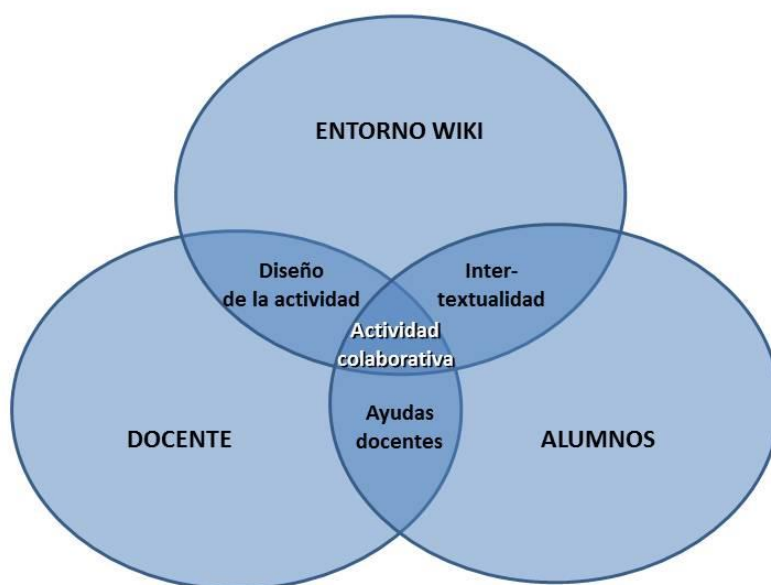 ENTORNO WIKI
Diseño
de la actividad
Inter-
textualidad
Actividad
colaborativa
Ayudas
docentes
DOCENTE
ALUMNOS